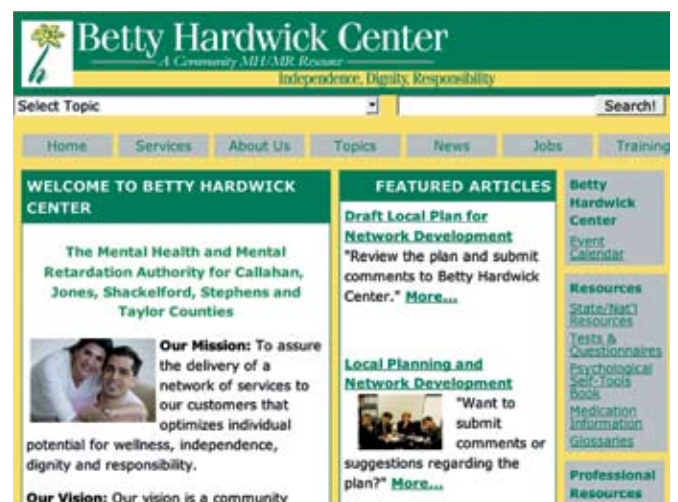 Betty Hardwick Center
A Community MH/MR Resource
Independence, Dignity, Responsibility
Select Topic
Search!
Home Services About Us Topics News Jobs Training
WELCOME TO BETTY HARDWICK
CENTER
The Mental Health and Mental
Retardation Authority for Callahan,
Jones, Shackelford, Stephens and
Taylor Counties
Our Mission: To assure
the delivery of a
network of services to
our customers that
optimizes individual
potential for wellness, independence,
dignity and responsibility.
Our Vision: Our vision is a community
FEATURED ARTICLES
Draft Local Plan for
Network Development
"Review the plan and submit
comments to Betty Hardwick
Center." More...
Local Planning and
Network Development
"Want to
submit
comments or
suggestions regarding the
plan?" More...
Betty
Hardwick
Center
Event
Calendar
Resources
State/Nat'l
Resources
Tests &
Questionnaires
Psychological
Self-Tools
Book
Medication
Information
Glossaries
Professional
Resources